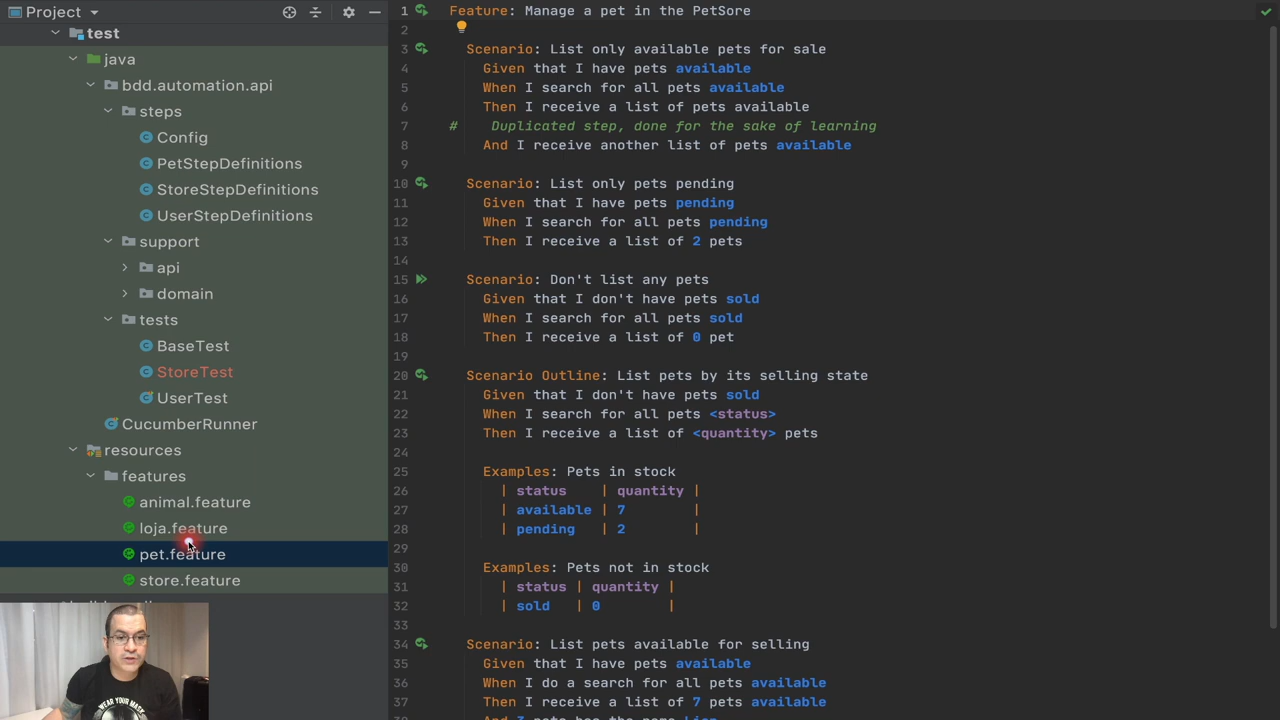 Project
test
java
bdd.automation.api
steps
Config
PetStepDefinitions
StoreStepDefinitions
UserStepDefinitions
support
api
domain
tests
BaseTest
StoreTest
UserTest
CucumberRunner
resources
features
animal.feature
loja.feature
pet.feature
store.feature
WEAR YOUR MASK
1 Feature: Manage a pet in the PetSore
2
3 Scenario: List only available pets for sale
4 Given that I have pets available
5 When I search for all pets available
6 Then I receive a list of pets available
7 # Duplicated step, done for the sake of learning
8 And I receive another list of pets available
9
10 Scenario: List only pets pending
11 Given that I have pets pending
12 When I search for all pets pending
13 Then I receive a list of 2 pets
14
15 Scenario: Don't list any pets
16 Given that I don't have pets sold
17 When I search for all pets sold
18 Then I receive a list of 0 pet
19
20 Scenario Outline: List pets by its selling state
21 Given that I don't have pets sold
22 When I search for all pets <status>
23 Then I receive a list of <quantity> pets
24
25 Examples: Pets in stock
26 | status | quantity |
27 | available | 7 |
28 | pending | 2 |
29
30 Examples: Pets not in stock
31 | status | quantity |
32 | sold | 0 |
33
34 Scenario: List pets available for selling
35 Given that I have pets available
36 When I do a search for all pets available
37 Then I receive a list of 7 pets available
38 And 3 pets has the name Lion